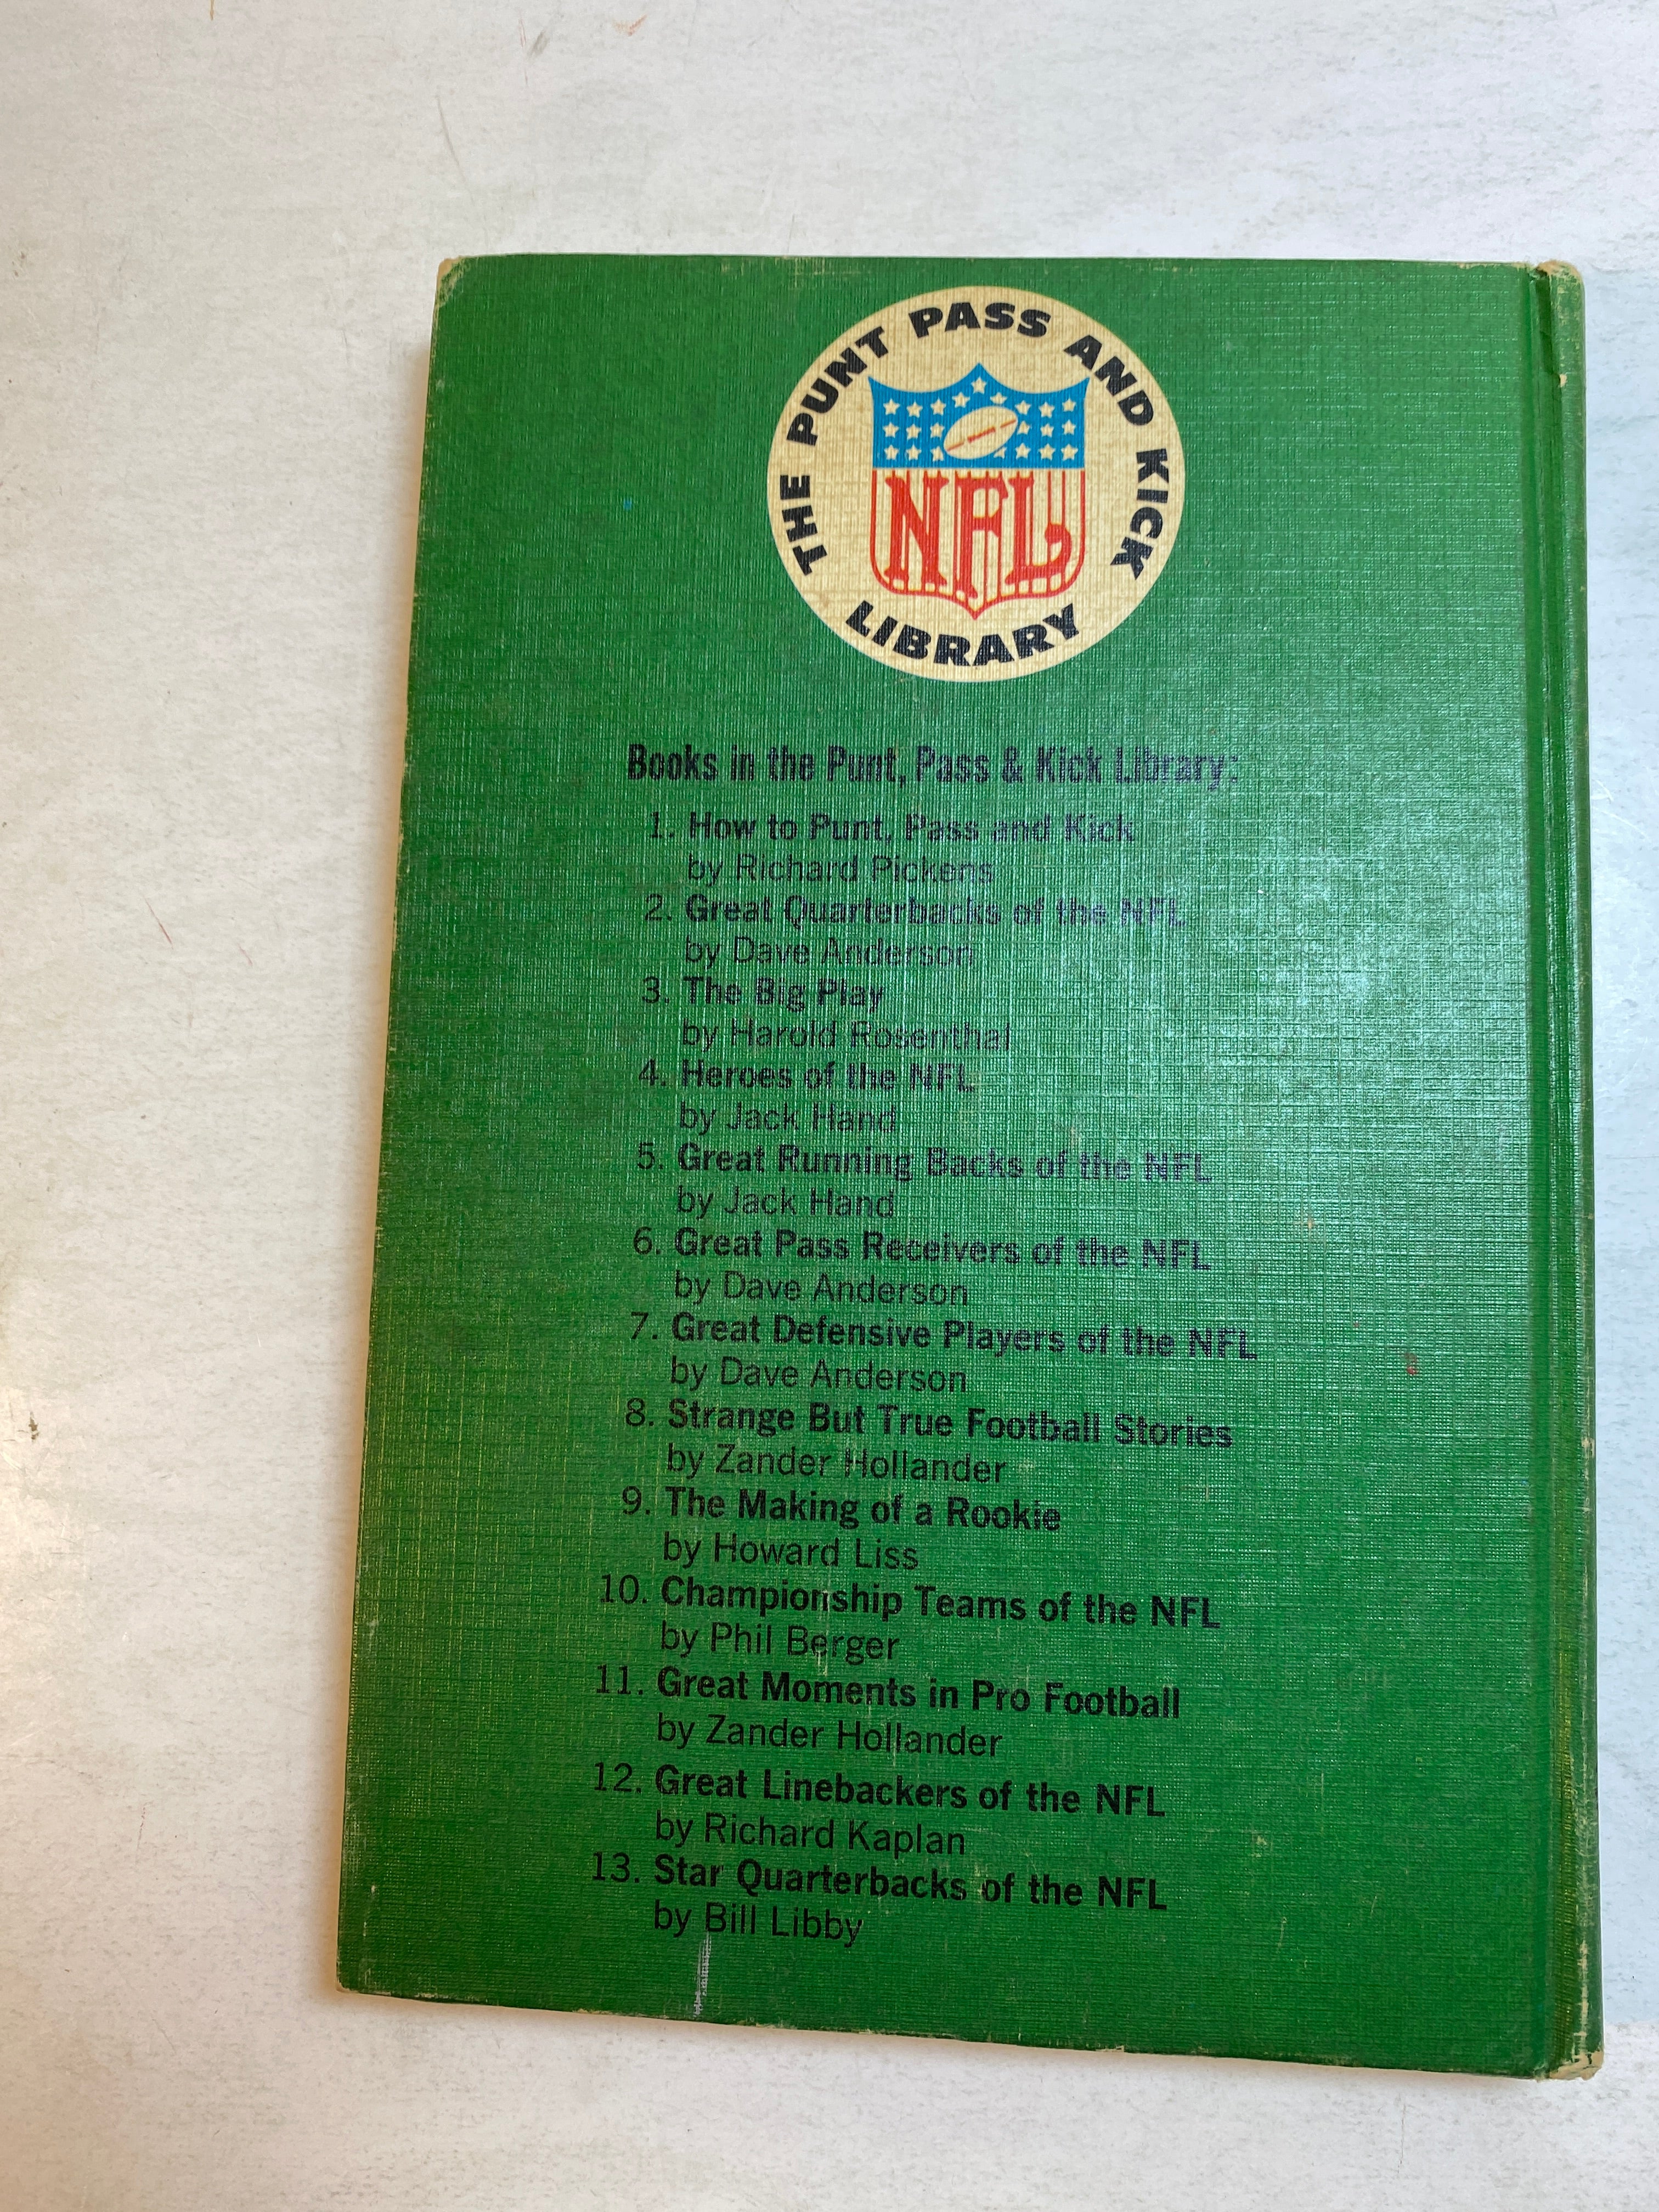 THE PUNT PASS AND KICK
NFL
LIBRARY
Books in the Punt, Pass & Kick Library:
1. How to Punt, Pass and Kick
by Richard Pickens
2. Great Quarterbacks of the NFL
by Dave Anderson
3. The Big Play
by Harold Rosenthal
4. Heroes of the NFL
by Jack Hand
5. Great Running Backs of the NFL
by Jack Hand
6. Great Pass Receivers of the NFL
by Dave Anderson
7. Great Defensive Players of the NFL
by Dave Anderson
8. Strange But True Football Stories
by Zander Hollander
9. The Making of a Rookie
by Howard Liss
10. Championship Teams of the NFL
by Phil Berger
11. Great Moments in Pro Football
by Zander Hollander
12. Great Linebackers of the NFL
by Richard Kaplan
13. Star Quarterbacks of the NFL
by Bill Libby